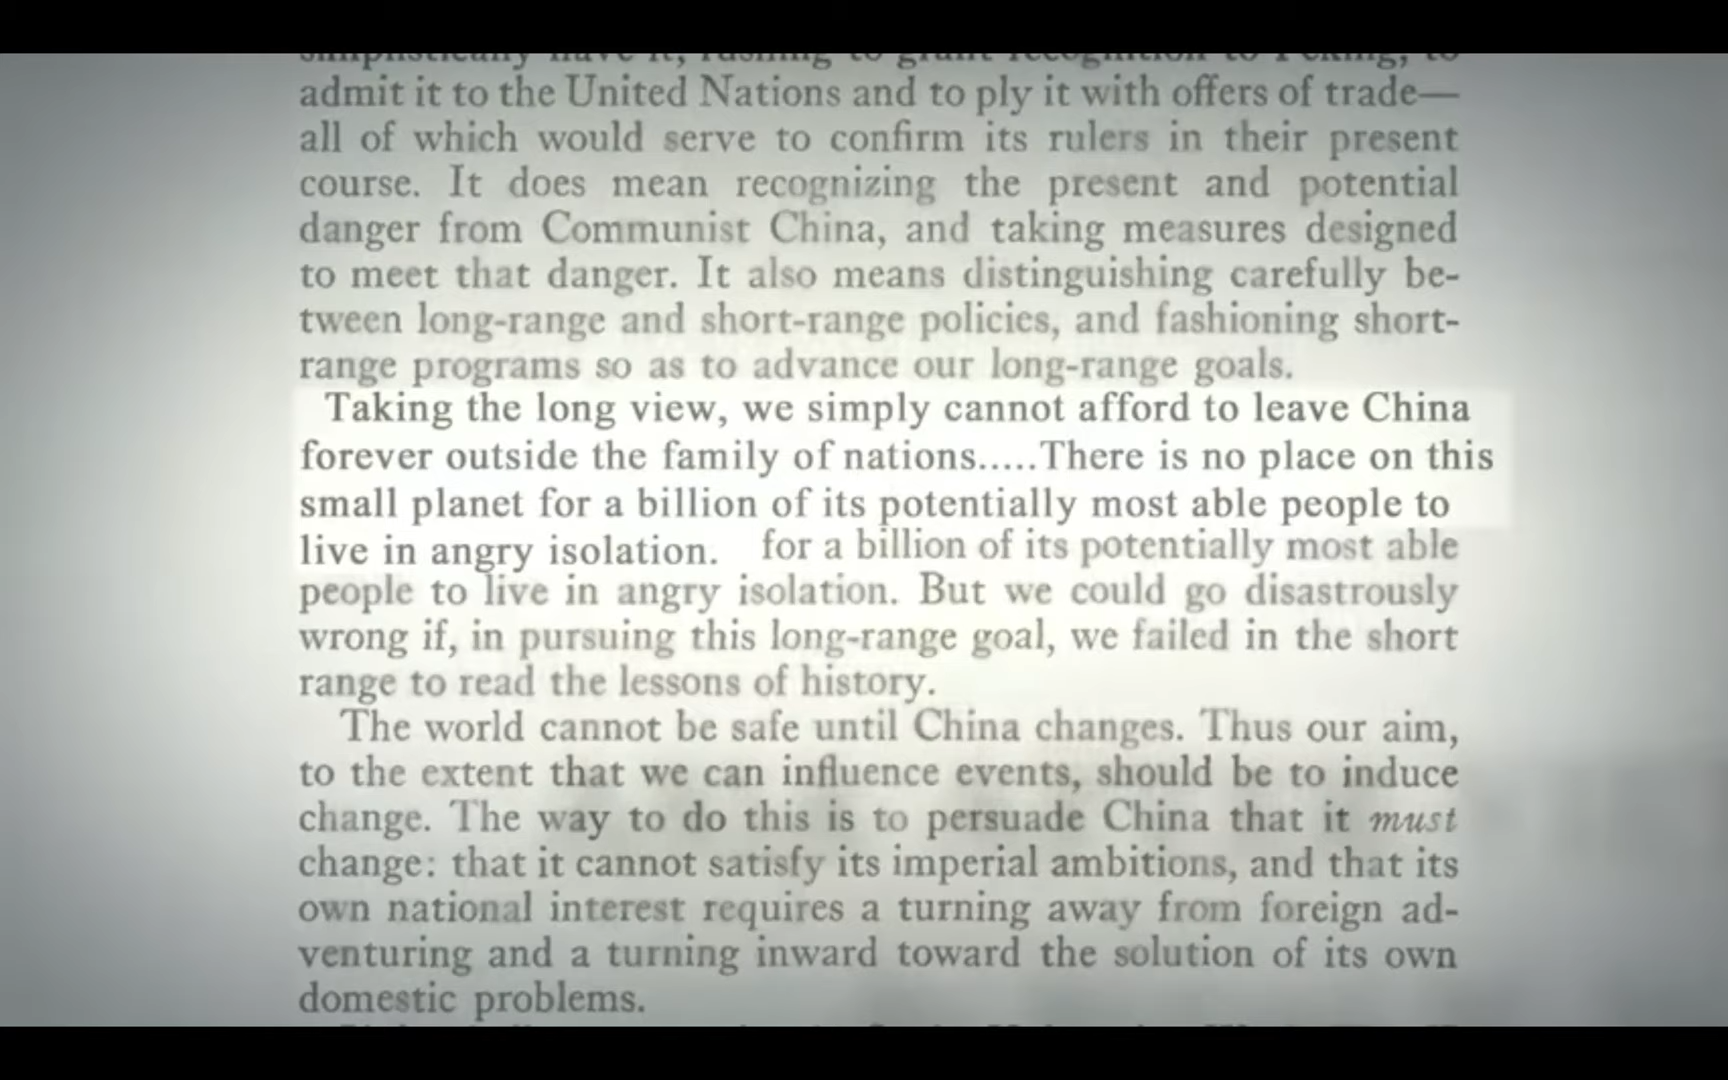 simplistically have it, rushing to grant recognition to Peking, to
admit it to the United Nations and to ply it with offers of trade—
all of which would serve to confirm its rulers in their present
course. It does mean recognizing the present and potential
danger from Communist China, and taking measures designed
to meet that danger. It also means distinguishing carefully be-
tween long-range and short-range policies, and fashioning short-
range programs so as to advance our long-range goals.
Taking the long view, we simply cannot afford to leave China
forever outside the family of nations.....There is no place on this
small planet for a billion of its potentially most able people to
live in angry isolation. for a billion of its potentially most able
people to live in angry isolation. But we could go disastrously
wrong if, in pursuing this long-range goal, we failed in the short
range to read the lessons of history.
The world cannot be safe until China changes. Thus our aim,
to the extent that we can influence events, should be to induce
change. The way to do this is to persuade China that it must
change: that it cannot satisfy its imperial ambitions, and that its
own national interest requires a turning away from foreign ad-
venturing and a turning inward toward the solution of its own
domestic problems.